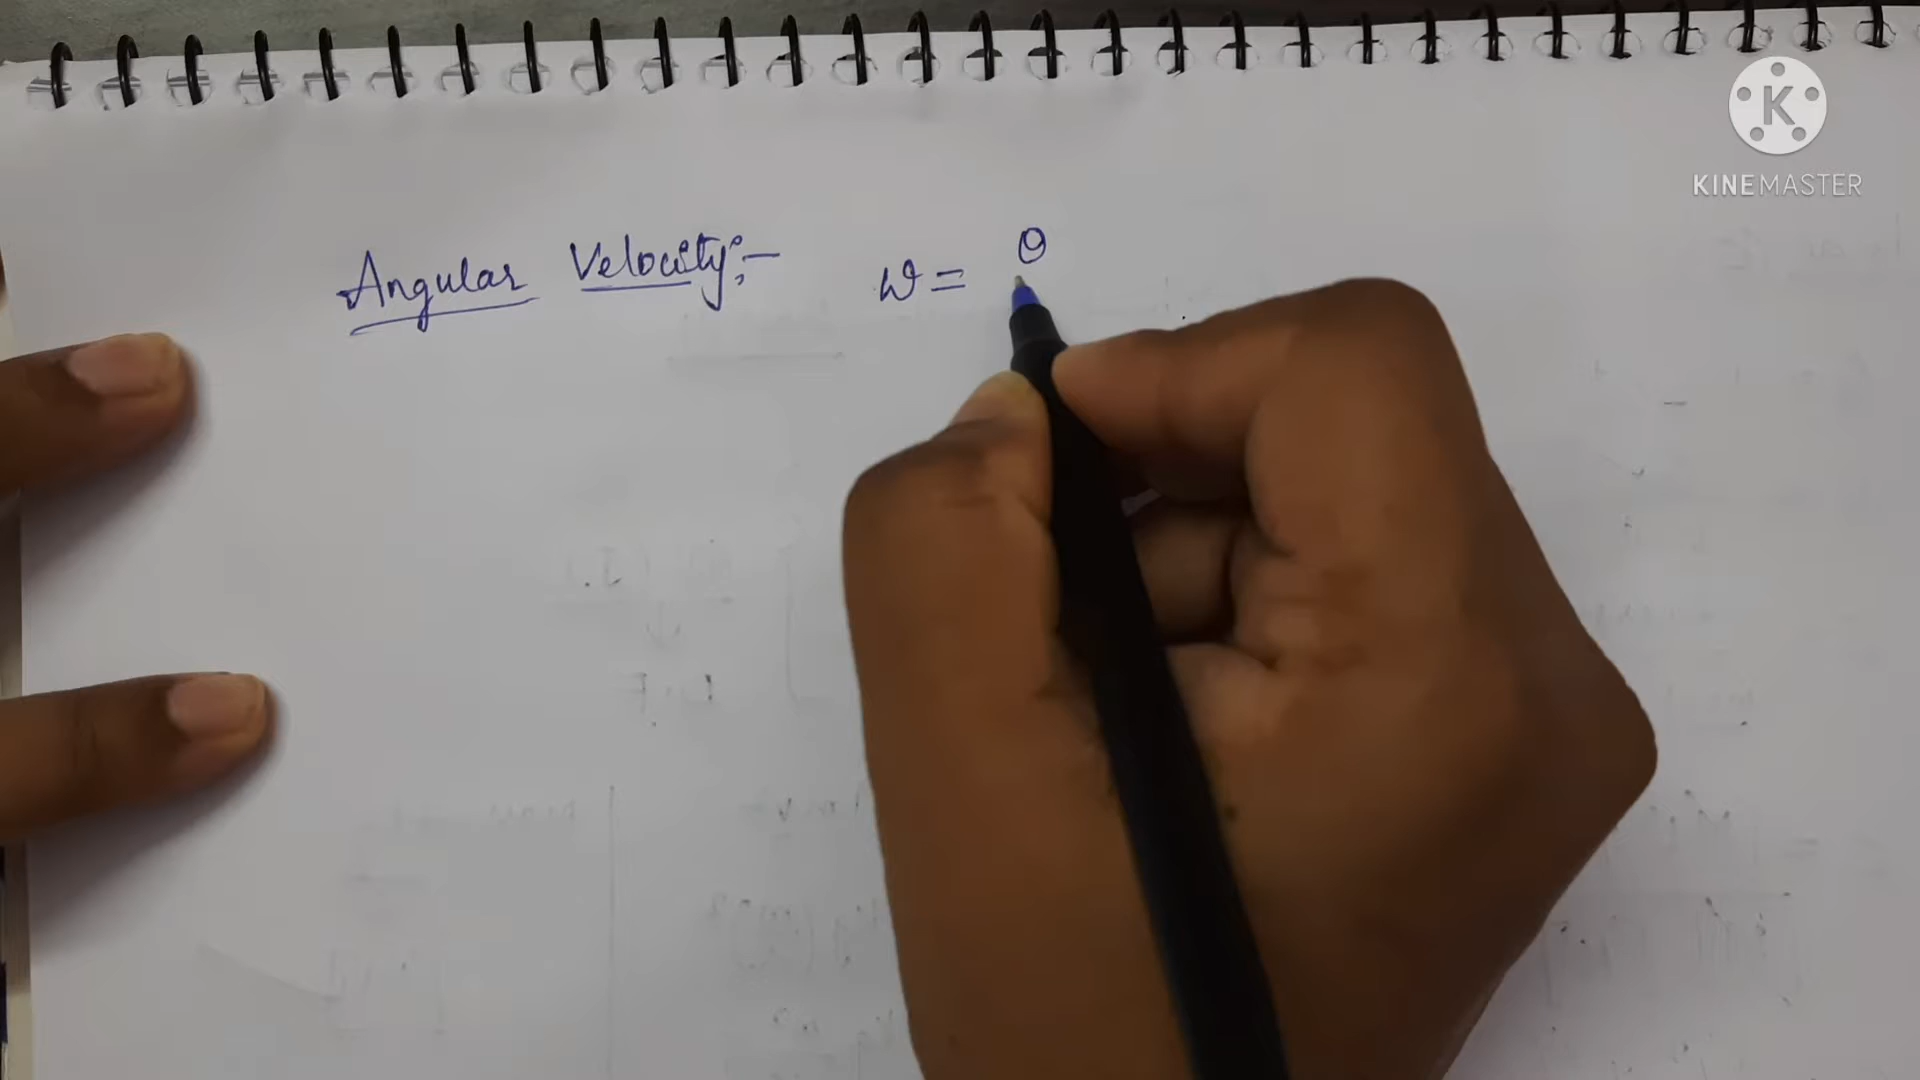 Angular Velocity:- ω = θ
K
KINEMASTER